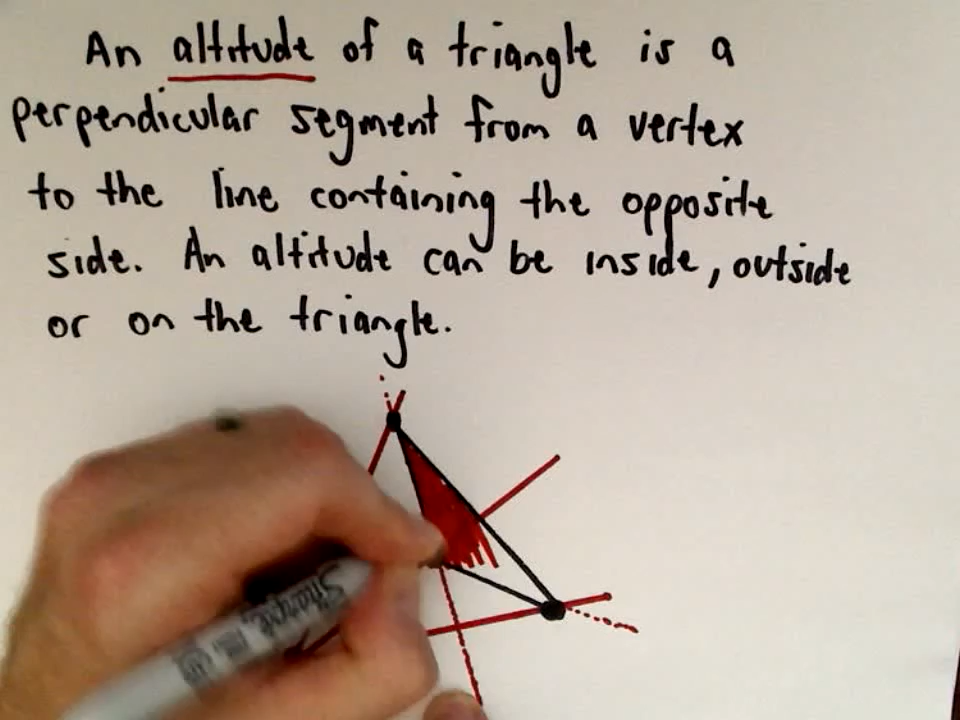 An altitude of a triangle is a
perpendicular segment from a vertex
to the line containing the opposite
side. An altitude can be inside, outside
or on the triangle.
Sharpie